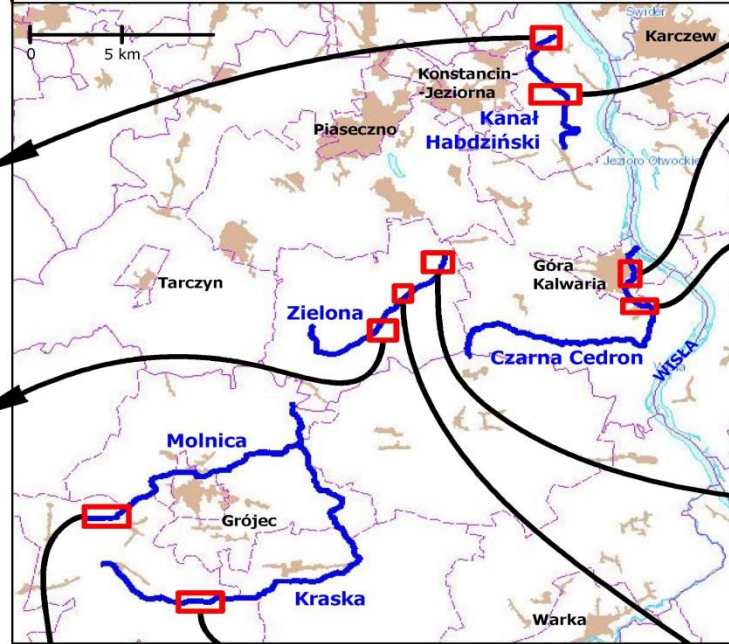 Świder
0
5 km
Karczew
Konstancin-
-Jeziorna
Piaseczno
Kanał
Habdziński
Jezioro Otwockie
Góra
Kalwaria
Tarczyn
Zielona
Czarna Cedron
WISŁA
Molnica
Grójec
Kraska
Warka